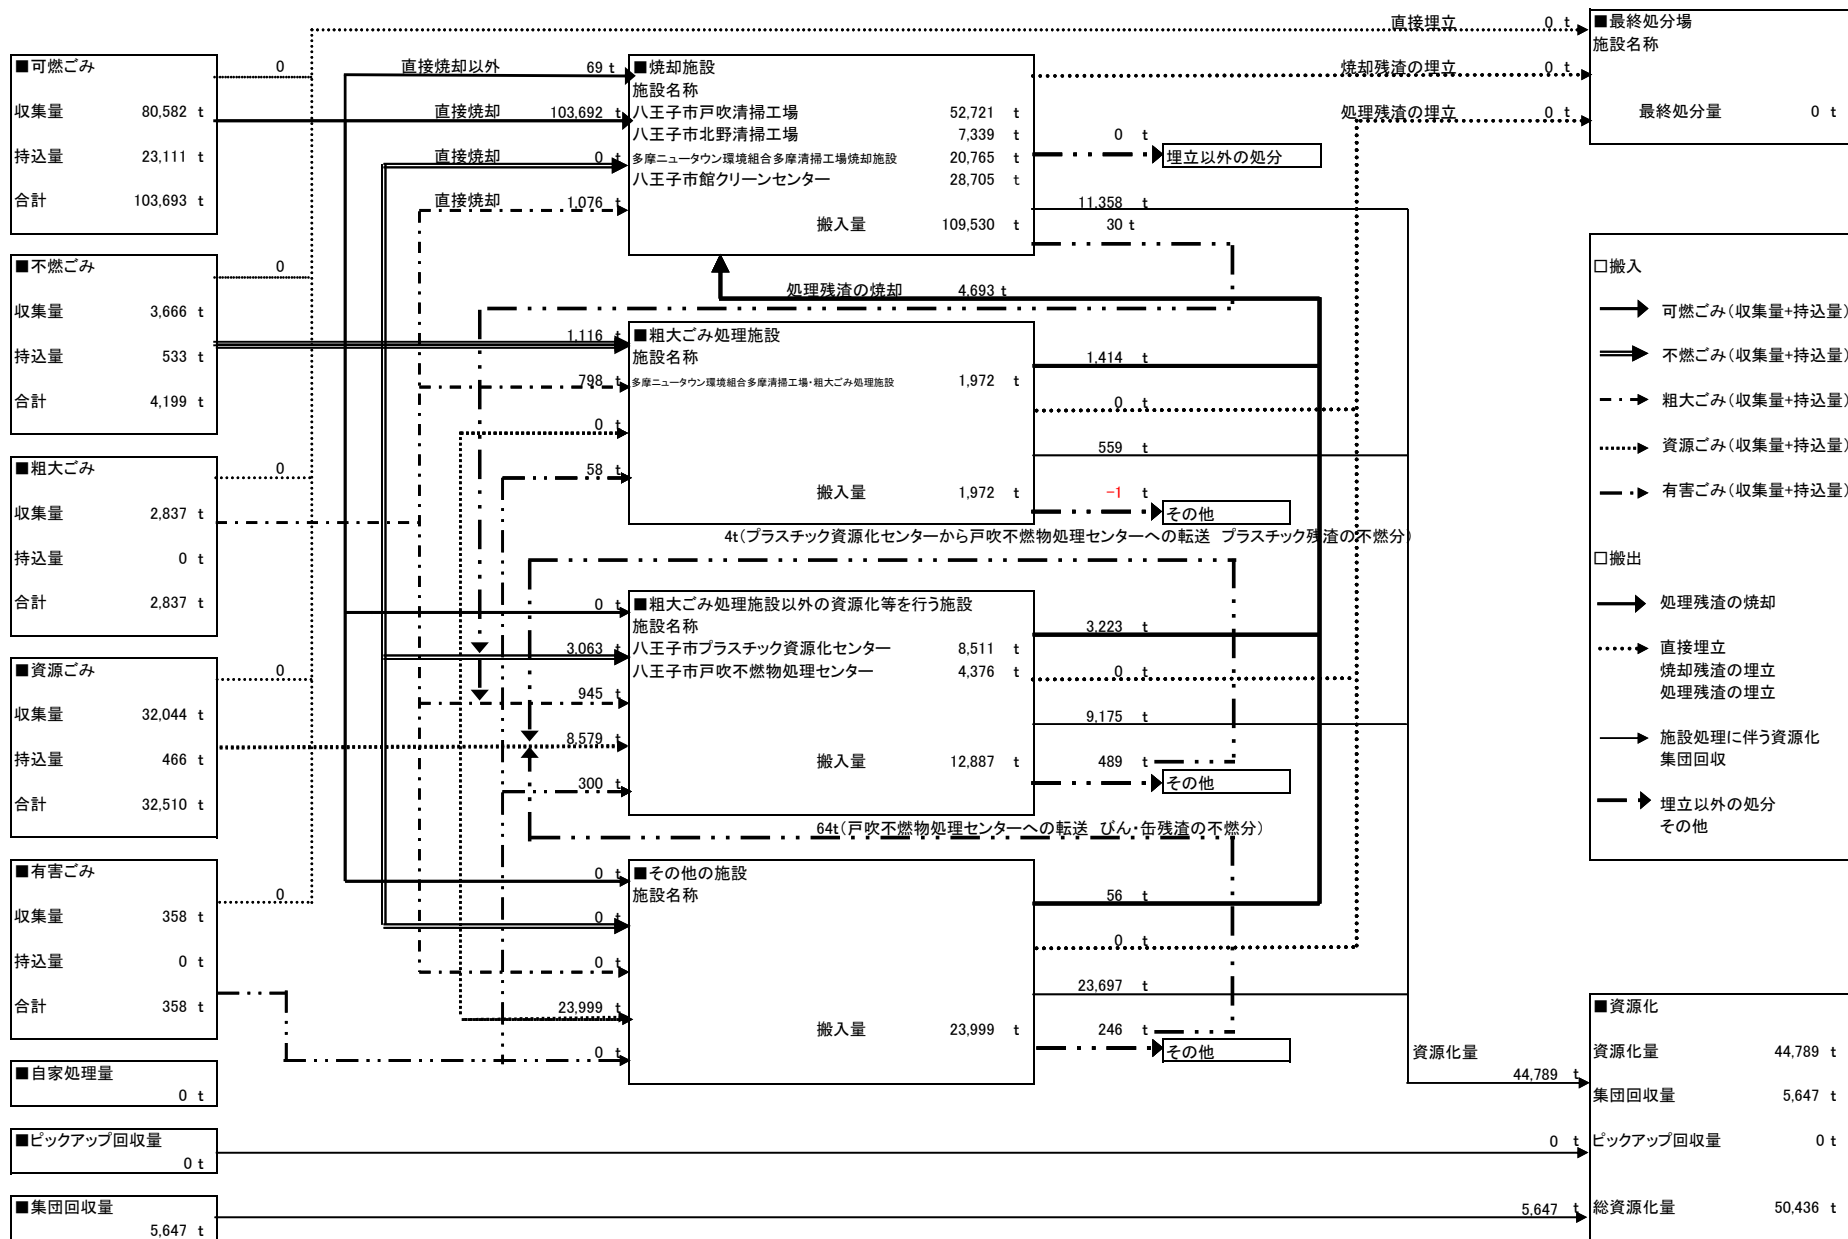 ■可燃ごみ
収集量 80,582 t
持込量 23,111 t
合計 103,693 t
■不燃ごみ
収集量 3,666 t
持込量 533 t
合計 4,199 t
■粗大ごみ
収集量 2,837 t
持込量 0 t
合計 2,837 t
■資源ごみ
収集量 32,044 t
持込量 466 t
合計 32,510 t
■有害ごみ
収集量 358 t
持込量 0 t
合計 358 t
■自家処理量
0 t
■ピックアップ回収量
0 t
■集団回収量
5,647 t
0
0
0
0
0
直接焼却以外 69 t
直接焼却 103,692 t
直接焼却 0 t
直接焼却 1,076 t
■焼却施設
施設名称
八王子市戸吹清掃工場 52,721 t
八王子市北野清掃工場 7,339 t
多摩ニュータウン環境組合多摩清掃工場焼却施設 20,765 t
八王子市館クリーンセンター 28,705 t
搬入量 109,530 t
0 t
埋立以外の処分
11,358 t
30 t
処理残渣の焼却 4,693 t
1,116 t
798 t
0 t
58 t
■粗大ごみ処理施設
施設名称
多摩ニュータウン環境組合多摩清掃工場・粗大ごみ処理施設 1,972 t
搬入量 1,972 t
1,414 t
0 t
559 t
-1 t
その他
4t(プラスチック資源化センターから戸吹不燃物処理センターへの転送 プラスチック残渣の不燃分)
0 t
3,063 t
945 t
8,579 t
300 t
■粗大ごみ処理施設以外の資源化等を行う施設
施設名称
八王子市プラスチック資源化センター 8,511 t
八王子市戸吹不燃物処理センター 4,376 t
搬入量 12,887 t
3,223 t
0 t
9,175 t
489 t
その他
64t(戸吹不燃物処理センターへの転送 びん・缶残渣の不燃分)
0 t
0 t
0 t
23,999 t
0 t
■その他の施設
施設名称
搬入量 23,999 t
56 t
0 t
23,697 t
246 t
その他
直接埋立 0 t
焼却残渣の埋立 0 t
処理残渣の埋立 0 t
■最終処分場
施設名称
最終処分量 0 t
□搬入
可燃ごみ(収集量+持込量)
不燃ごみ(収集量+持込量)
粗大ごみ(収集量+持込量)
資源ごみ(収集量+持込量)
有害ごみ(収集量+持込量)
□搬出
処理残渣の焼却
直接埋立
焼却残渣の埋立
処理残渣の埋立
施設処理に伴う資源化
集団回収
埋立以外の処分
その他
資源化量
44,789 t
0 t
5,647 t
■資源化
資源化量 44,789 t
集団回収量 5,647 t
ピックアップ回収量 0 t
総資源化量 50,436 t